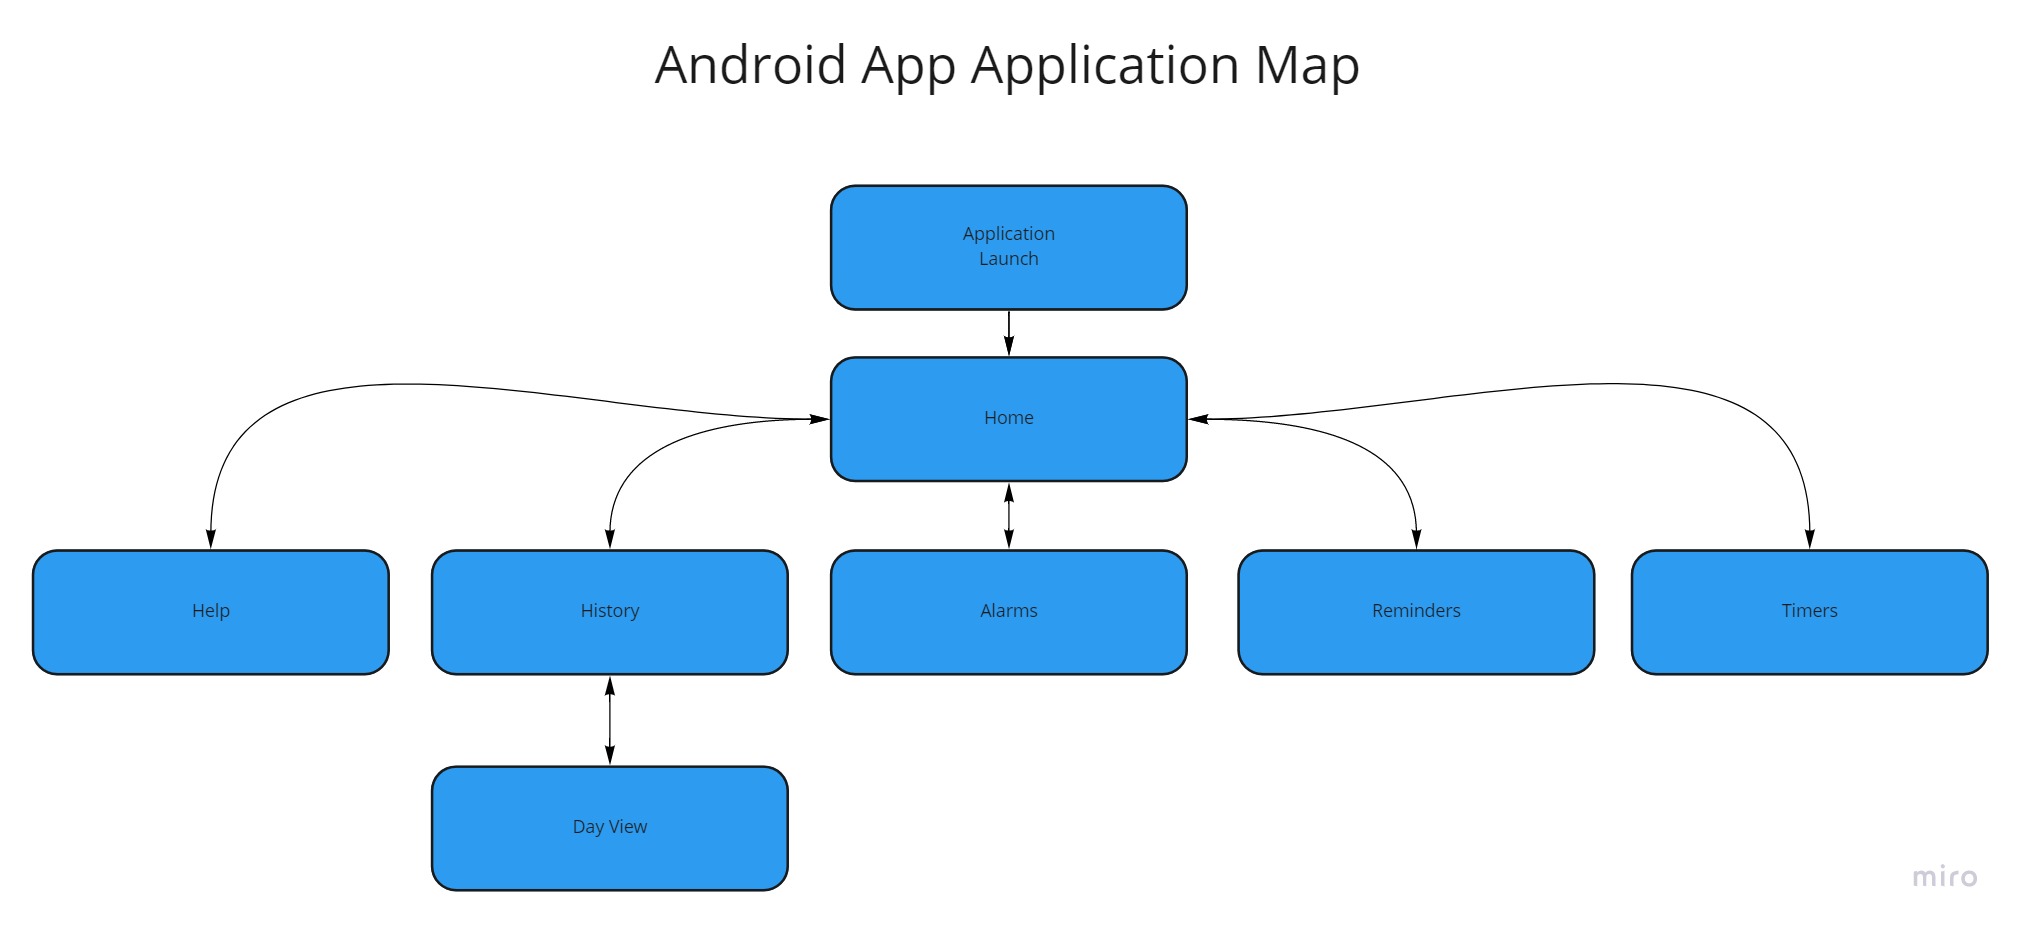 Android App Application Map
Application
Launch
Home
Help
History
Alarms
Reminders
Timers
Day View
miro